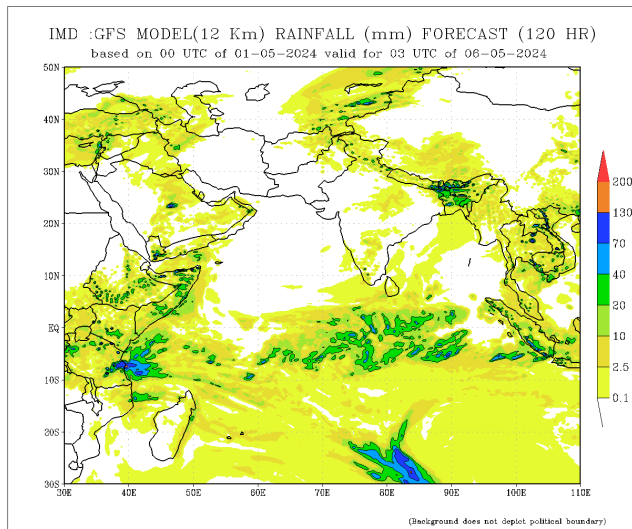 IMD :GFS MODEL(12 Km) RAINFALL (mm) FORECAST (120 HR)
based on 00 UTC of 01-05-2024 valid for 03 UTC of 06-05-2024
50N
40N
30N
20N
10N
EQ
10S
20S
30S
30E 40E 50E 60E 70E 80E 90E 100E 110E
200
130
70
40
20
10
2.5
0.1
(Background does not depict political boundary)